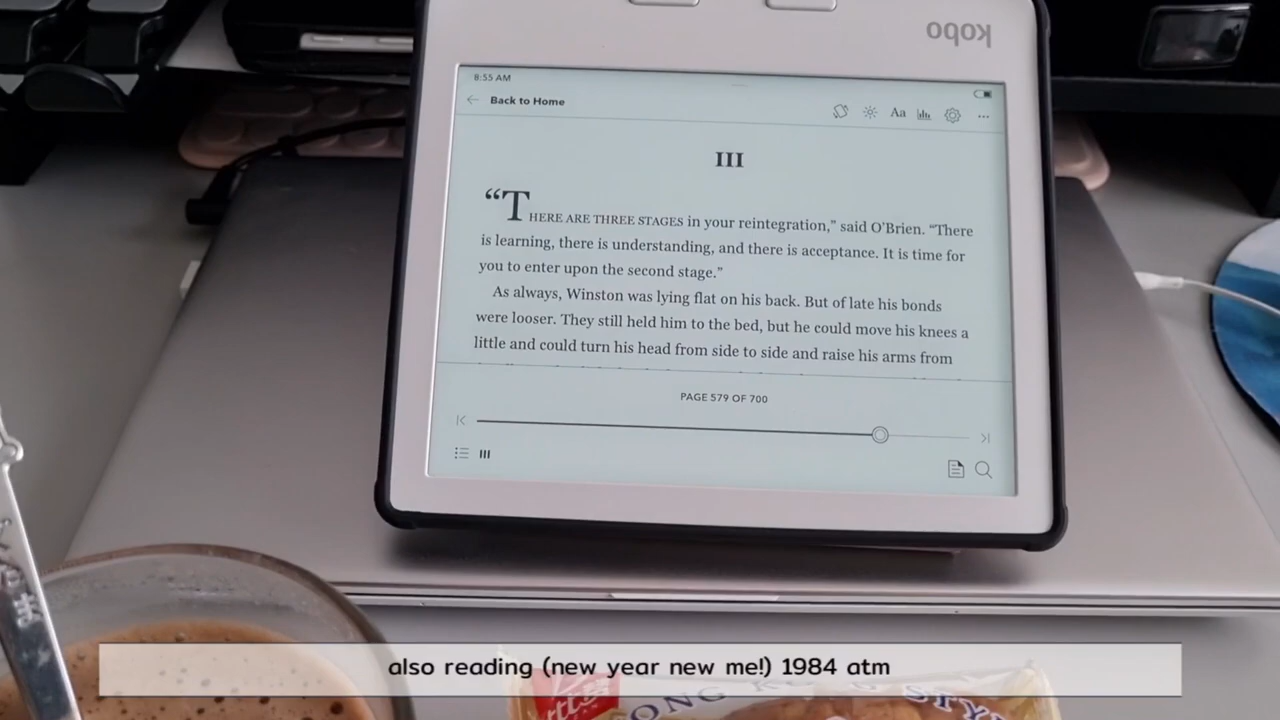 kobo
8:55 AM
Back to Home
Aa
III
“THERE ARE THREE STAGES in your reintegration,” said O’Brien. “There
is learning, there is understanding, and there is acceptance. It is time for
you to enter upon the second stage.”
As always, Winston was lying flat on his back. But of late his bonds
were looser. They still held him to the bed, but he could move his knees a
little and could turn his head from side to side and raise his arms from
PAGE 579 OF 700
III
also reading (new year new me!) 1984 atm